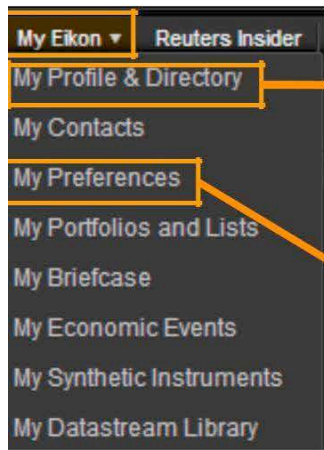 My Eikon ▾ Reuters Insider
My Profile & Directory
My Contacts
My Preferences
My Portfolios and Lists
My Briefcase
My Economic Events
My Synthetic Instruments
My Datastream Library